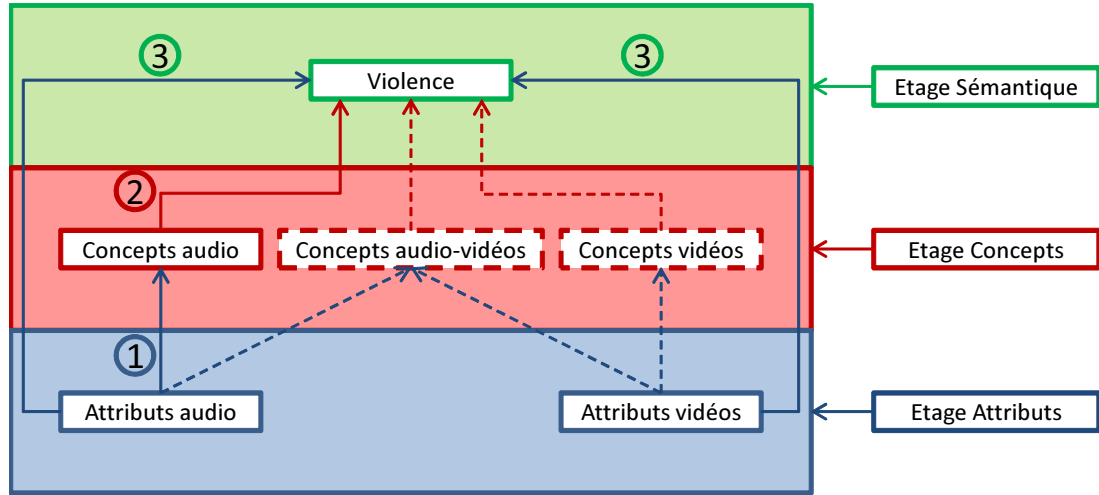 3
3
Violence
Etage Sémantique
2
Concepts audio
Concepts audio-vidéos
Concepts vidéos
Etage Concepts
1
Attributs audio
Attributs vidéos
Etage Attributs